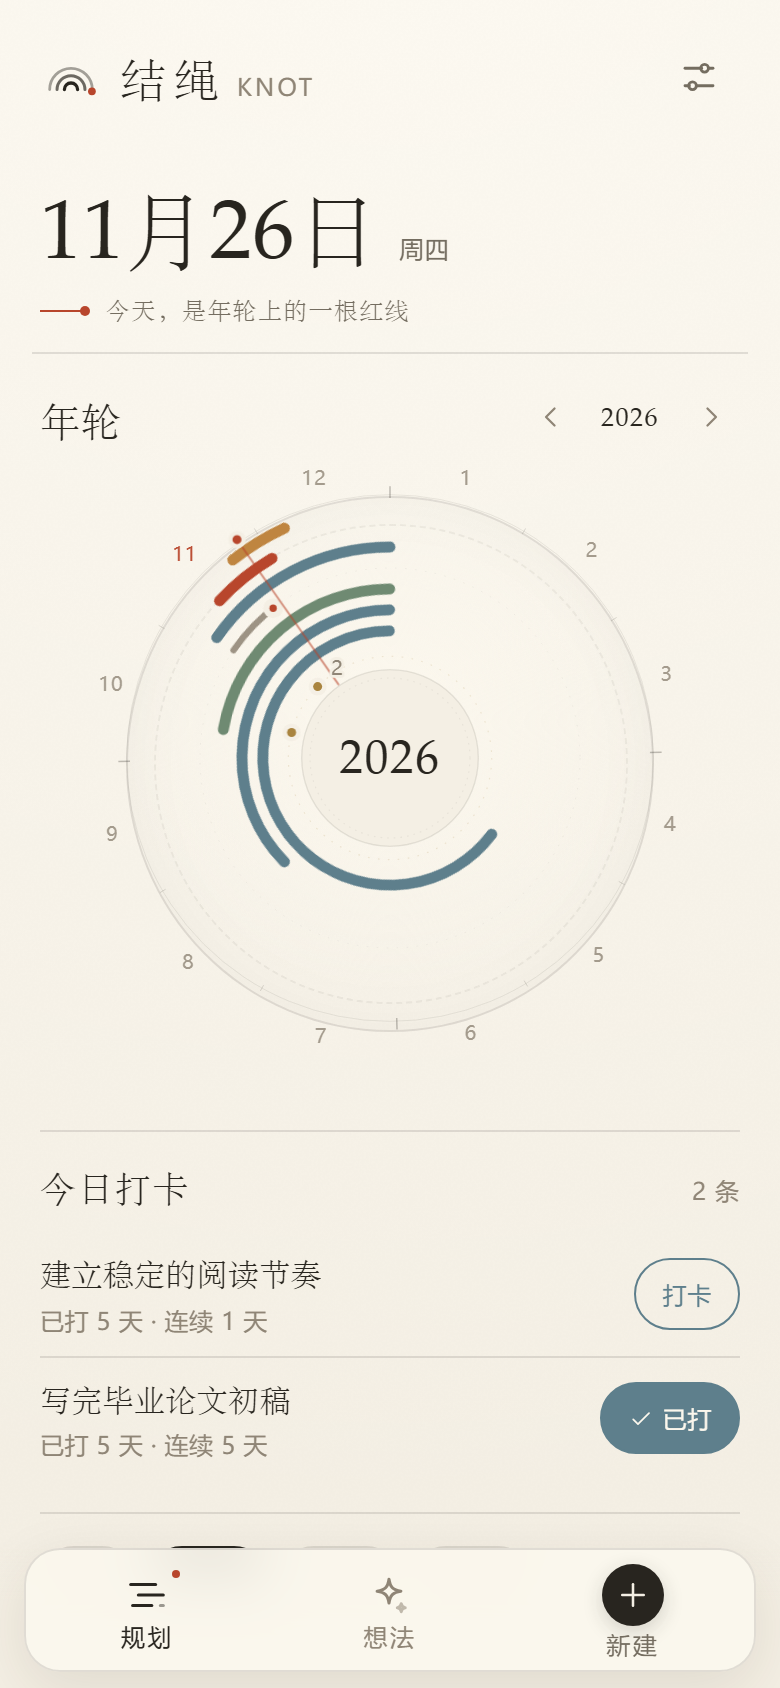 结绳 KNOT
11月26日 周四
今天，是年轮上的一根红线
年轮
2026
12
1
11
2
10
2
3
2026
9
4
8
5
7
6
今日打卡
2 条
建立稳定的阅读节奏
已打 5 天 · 连续 1 天
打卡
写完毕业论文初稿
已打 5 天 · 连续 5 天
已打
规划
想法
新建